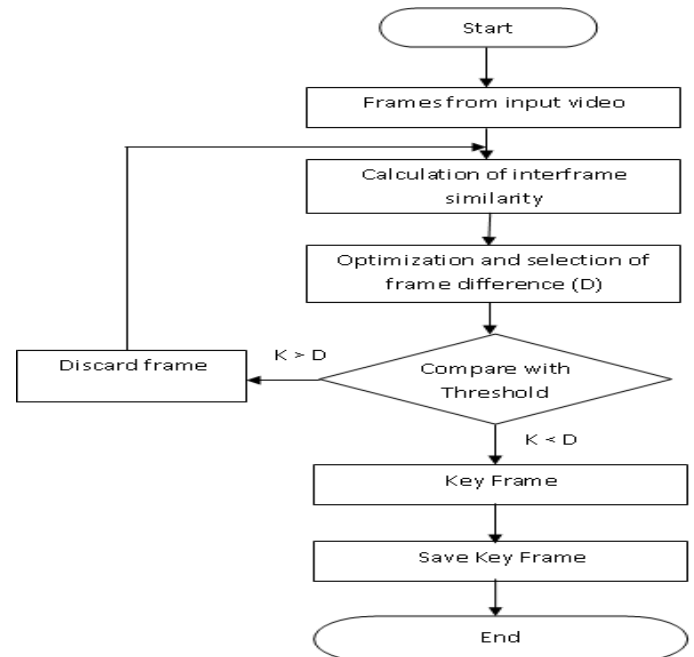 Start
Frames from input video
Calculation of interframe
similarity
Optimization and selection of
frame difference (D)
K > D
Discard frame
Compare with
Threshold
K < D
Key Frame
Save Key Frame
End